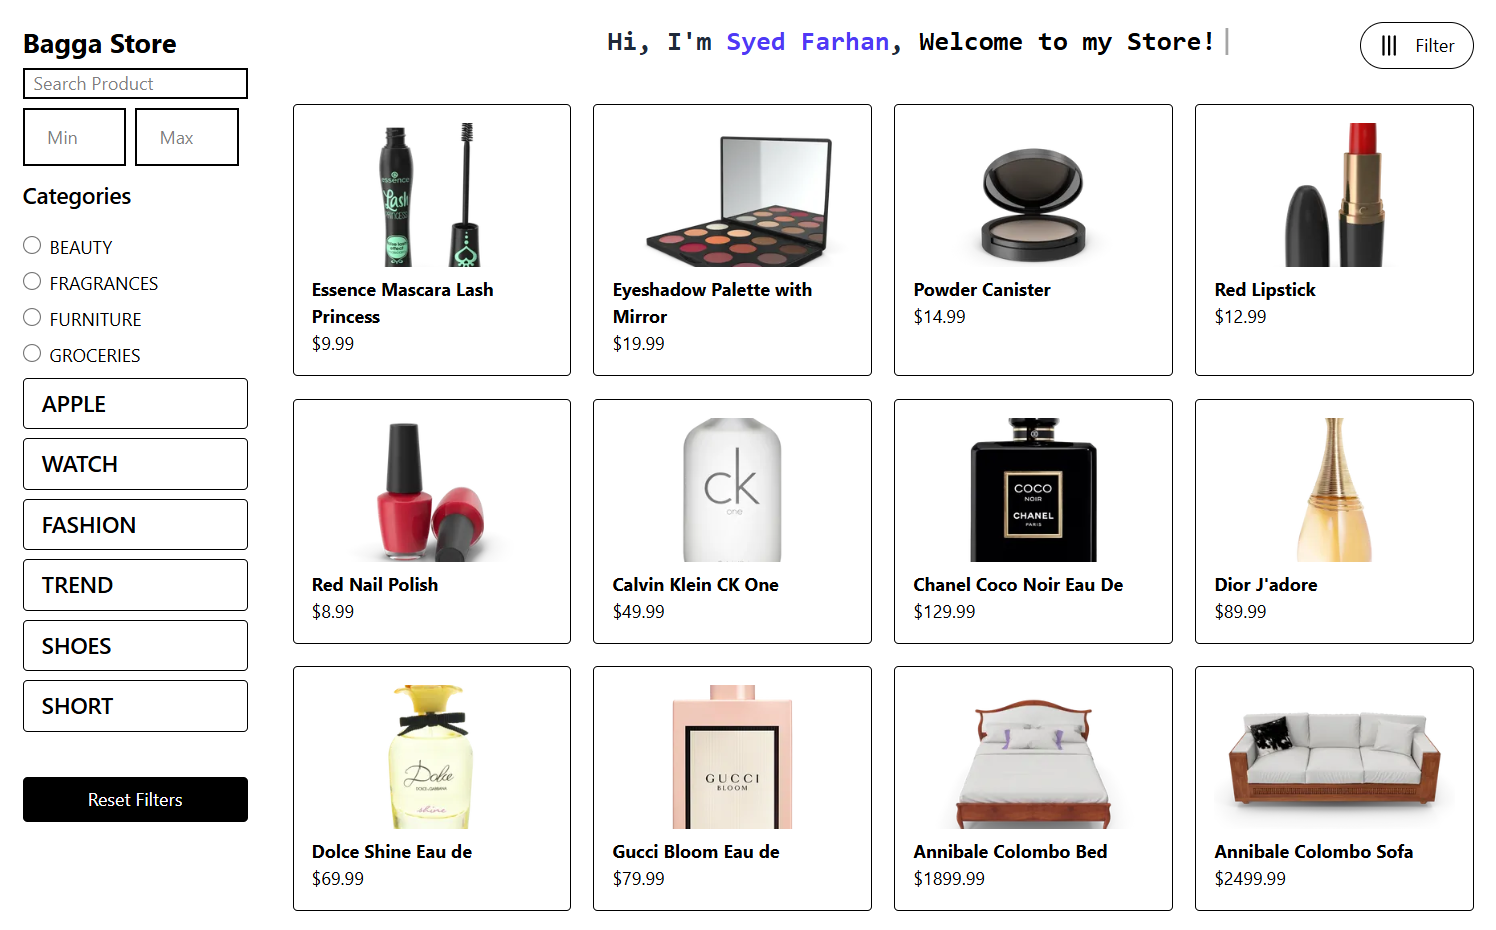 Bagga Store
Search Product
Min
Max
Categories
BEAUTY
FRAGRANCES
FURNITURE
GROCERIES
APPLE
WATCH
FASHION
TREND
SHOES
SHORT
Reset Filters
Hi, I'm Syed Farhan, Welcome to my Store!
Filter
essence
Lash
PRINCESS
Essence Mascara Lash
Princess
$9.99
Eyeshadow Palette with
Mirror
$19.99
Powder Canister
$14.99
Red Lipstick
$12.99
Red Nail Polish
$8.99
ck
one
Calvin Klein CK One
$49.99
COCO
NOIR
CHANEL
PARIS
Chanel Coco Noir Eau De
$129.99
Dior J'adore
$89.99
Dolce
DOLCE & GABBANA
shine
Dolce Shine Eau de
$69.99
GUCCI
BLOOM
Gucci Bloom Eau de
$79.99
Annibale Colombo Bed
$1899.99
Annibale Colombo Sofa
$2499.99